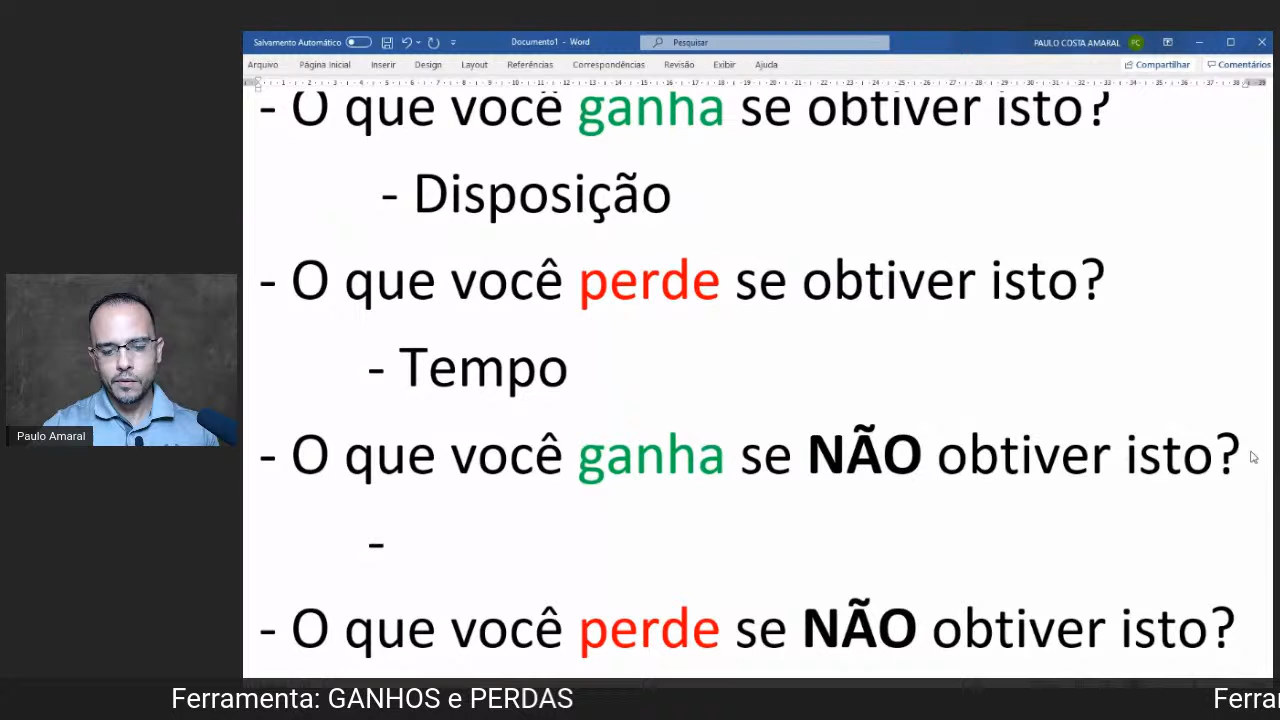 Salvamento Automático
Documento1 - Word
Pesquisar
PAULO COSTA AMARAL PC
Arquivo Página Inicial Inserir Design Layout Referências Correspondências Revisão Exibir Ajuda Compartilhar Comentários
- O que você ganha se obtiver isto?
- Disposição
- O que você perde se obtiver isto?
- Tempo
- O que você ganha se NÃO obtiver isto?
-
- O que você perde se NÃO obtiver isto?
Paulo Amaral
Ferramenta: GANHOS e PERDAS
Ferra